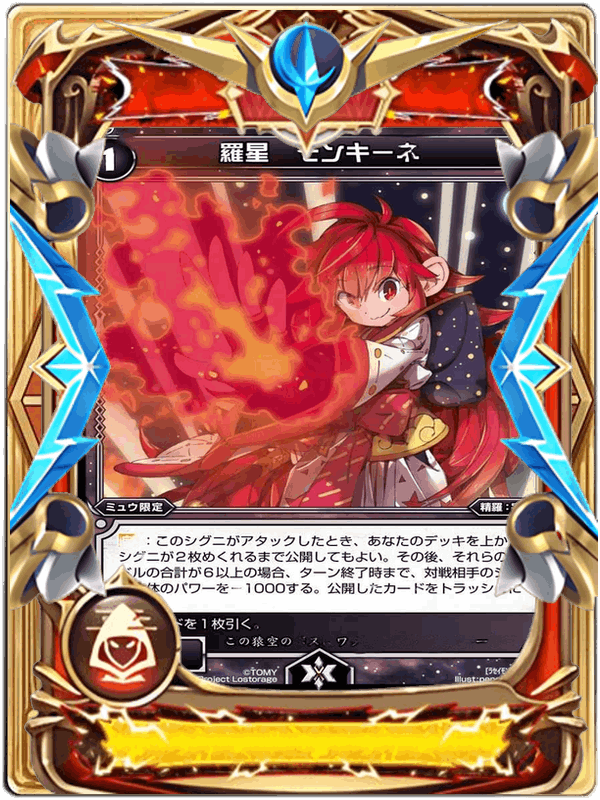 1
羅星 モンキーネ
ミュウ限定
精羅:
:このシグニがアタックしたとき、あなたのデッキを上か
シグニが2枚めくれるまで公開してもよい。その後、それらの
ベルの合計が6以上の場合、ターン終了時まで、対戦相手のシ
体のパワーを－1000する。公開したカードをトラッシュに
ドを1枚引く。
この猿空の
©TOMY
Project Lostorage
Illust: